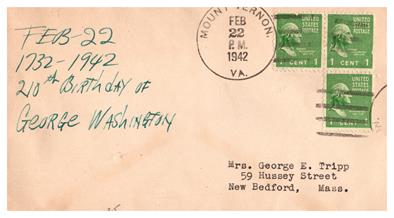 FEB-22
1732-1942
210th BIRTHDAY OF
GEORGE WASHINGTON
MOUNT VERNON.
FEB
22
P.M.
1942
VA.
UNITED
STATES
POSTAGE
1 CENT 1
UNITED
STATES
POSTAGE
1 CENT 1
UNITED
STATES
POSTAGE
1 CENT 1
Mrs. George E. Tripp
59 Hussey Street
New Bedford, Mass.